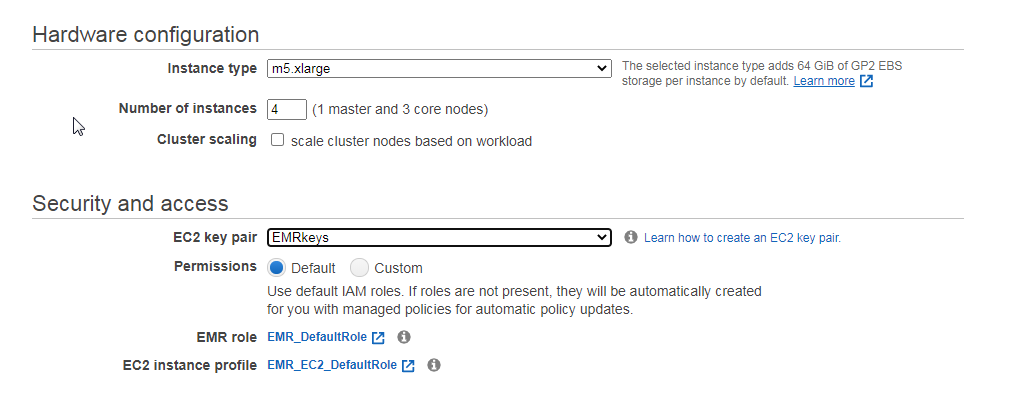 Hardware configuration
Instance type m5.xlarge The selected instance type adds 64 GiB of GP2 EBS
storage per instance by default. Learn more
Number of instances 4 (1 master and 3 core nodes)
Cluster scaling scale cluster nodes based on workload
Security and access
EC2 key pair EMRkeys Learn how to create an EC2 key pair.
Permissions Default Custom
Use default IAM roles. If roles are not present, they will be automatically created
for you with managed policies for automatic policy updates.
EMR role EMR_DefaultRole
EC2 instance profile EMR_EC2_DefaultRole